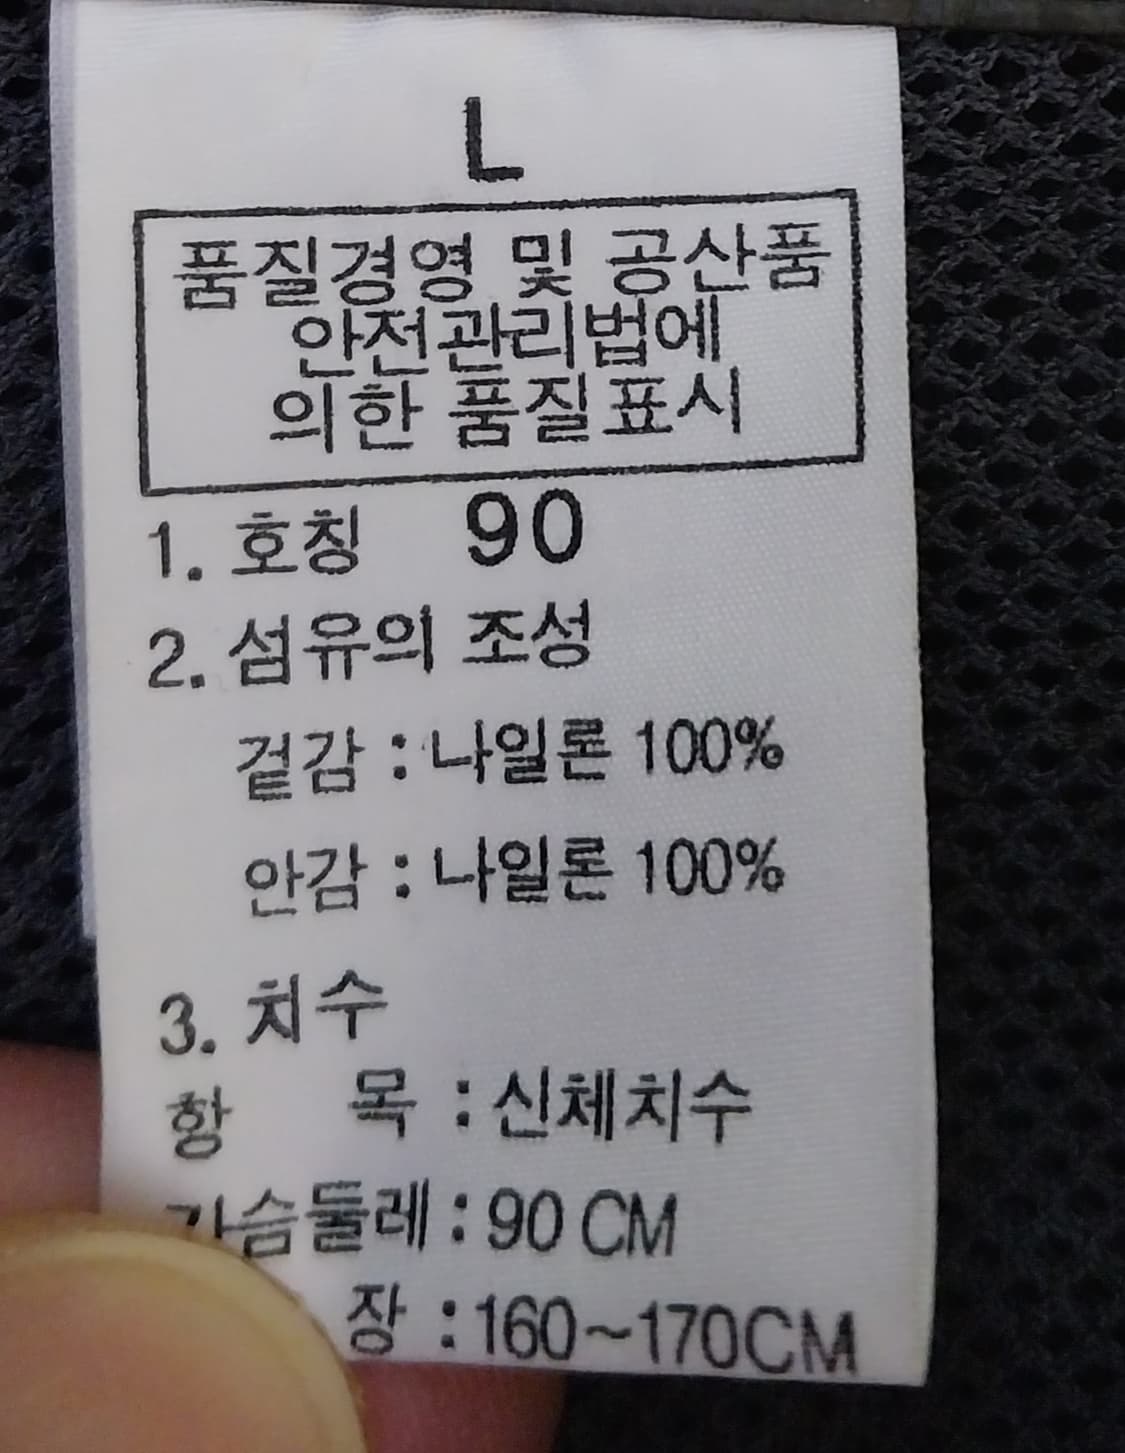 L
품질경영 및 공산품
안전관리법에
의한 품질표시
1. 호칭 90
2. 섬유의 조성
겉감 : 나일론 100%
안감 : 나일론 100%
3. 치수
항 목 : 신체치수
가슴둘레 : 90 CM
장 : 160~170CM